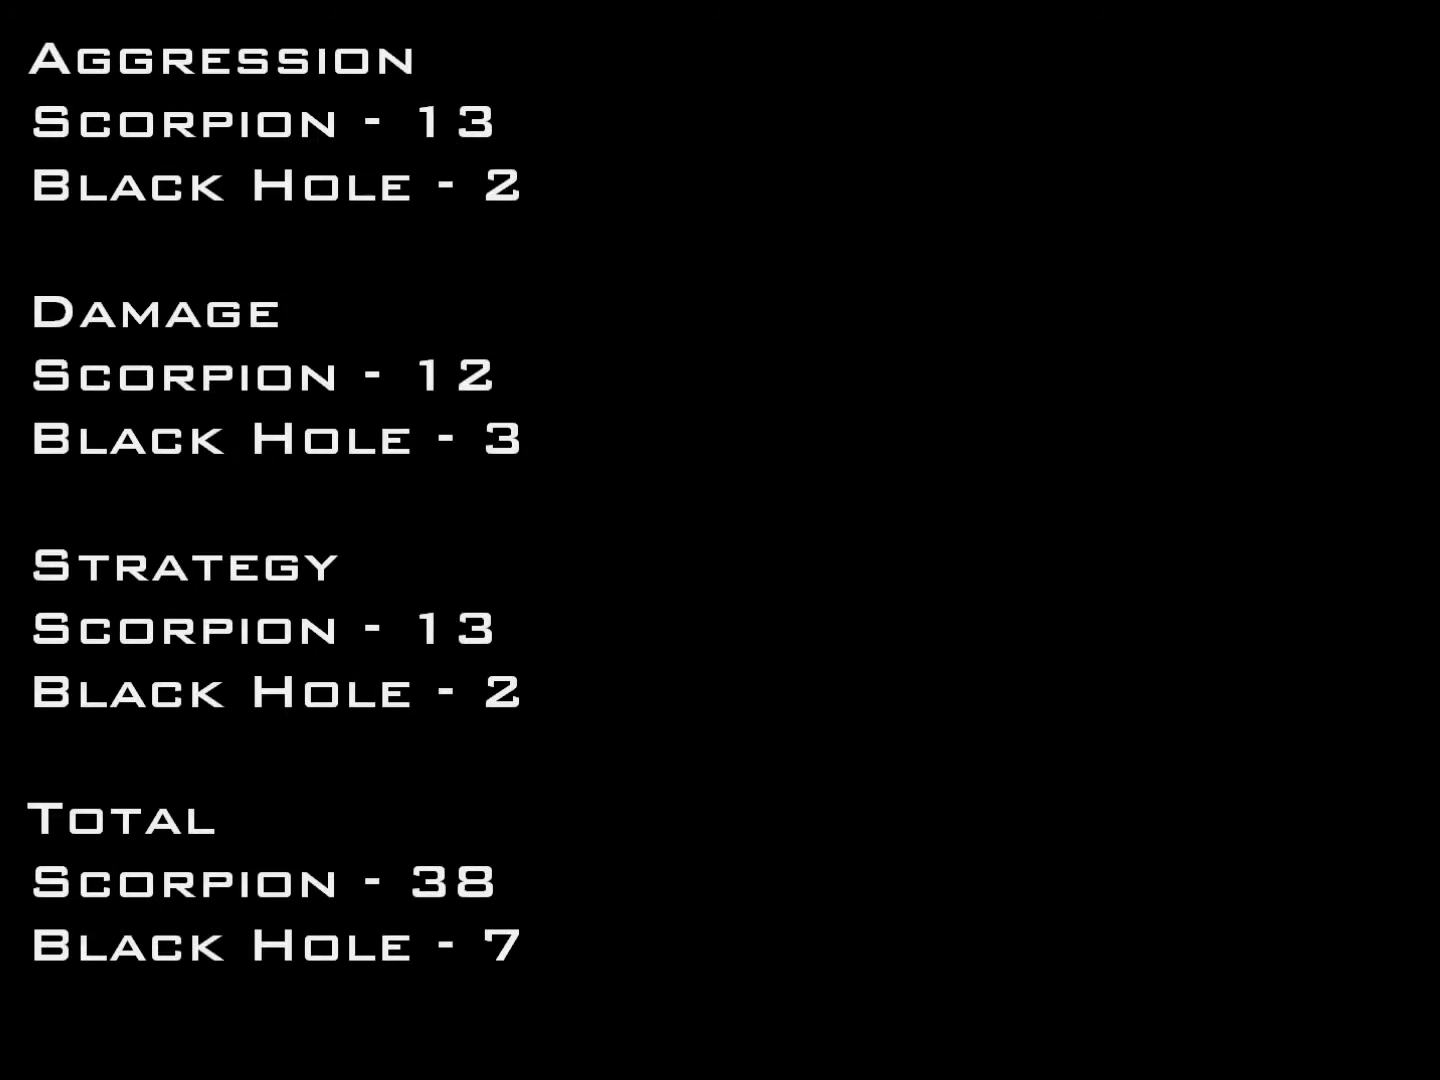 Aggression
Scorpion - 13
Black Hole - 2
Damage
Scorpion - 12
Black Hole - 3
Strategy
Scorpion - 13
Black Hole - 2
Total
Scorpion - 38
Black Hole - 7